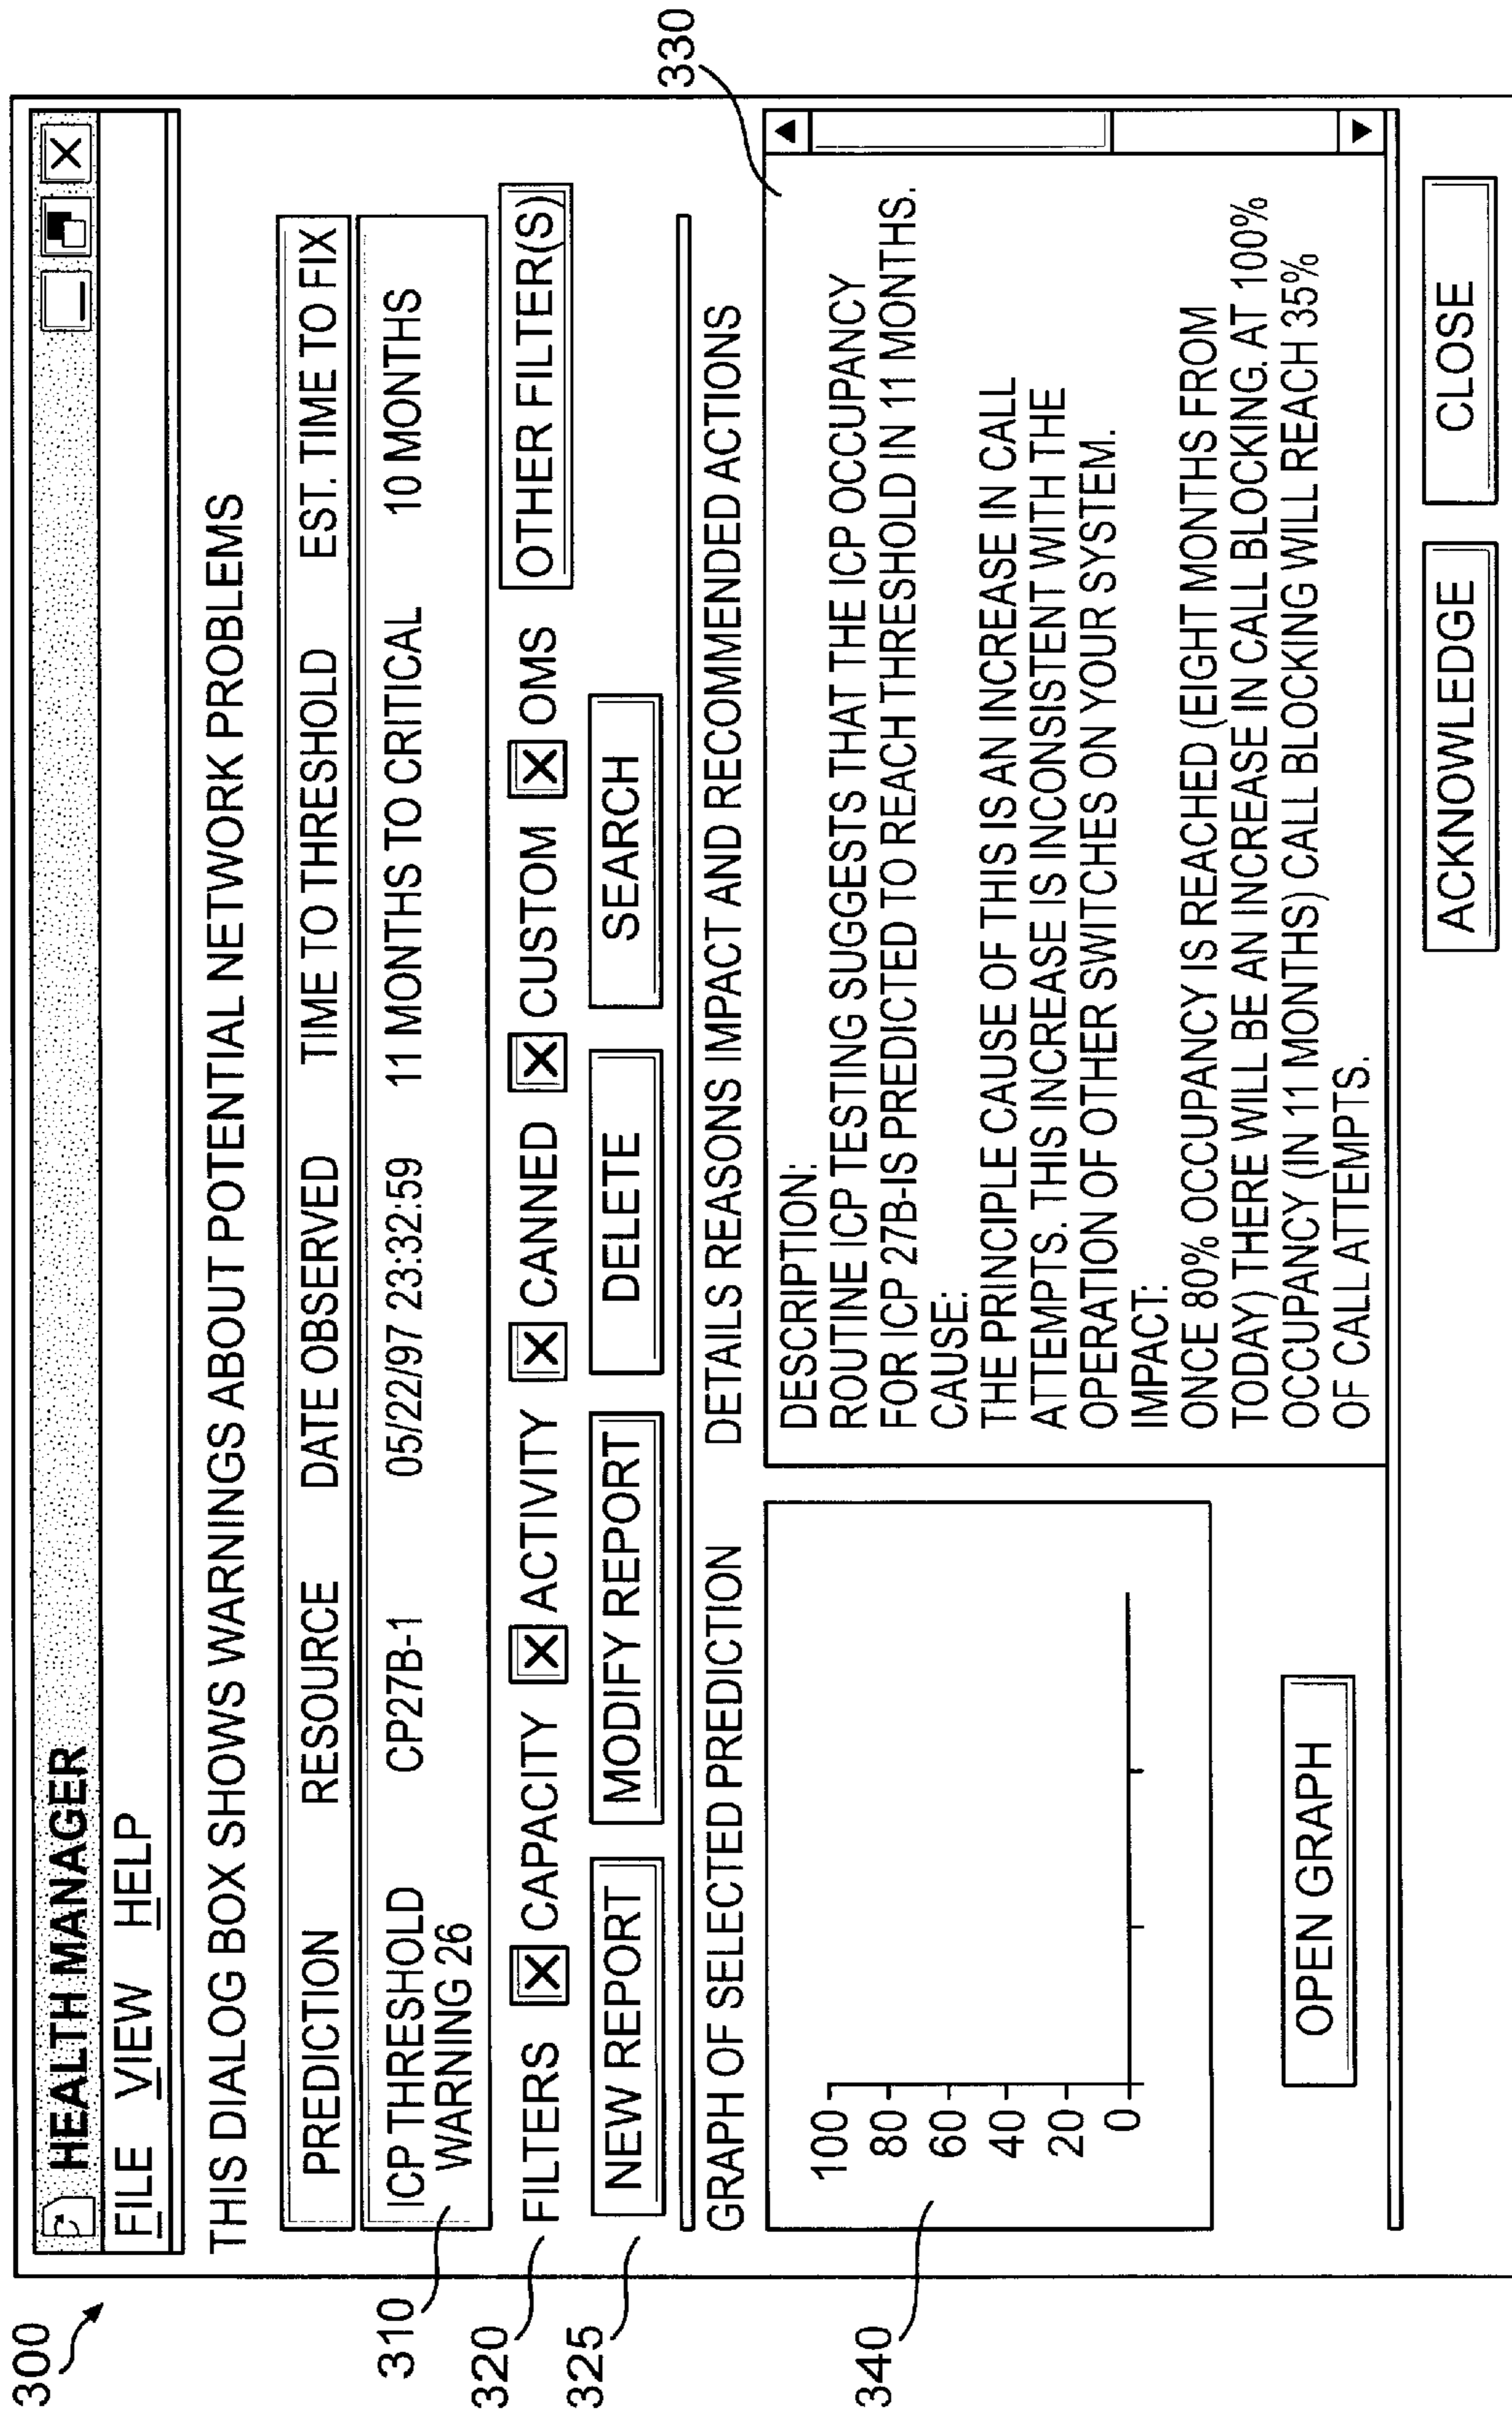 300
HEALTH MANAGER
FILE VIEW HELP
THIS DIALOG BOX SHOWS WARNINGS ABOUT POTENTIAL NETWORK PROBLEMS
PREDICTION RESOURCE DATE OBSERVED TIME TO THRESHOLD EST. TIME TO FIX
310
ICP THRESHOLD CP27B-1 05/22/97 23:32:59 11 MONTHS TO CRITICAL 10 MONTHS
WARNING 26
320
FILTERS X CAPACITY X ACTIVITY X CANNED X CUSTOM X OMS OTHER FILTER(S)
325
NEW REPORT MODIFY REPORT DELETE SEARCH
GRAPH OF SELECTED PREDICTION DETAILS REASONS IMPACT AND RECOMMENDED ACTIONS
330
340
100
80
60
40
20
0
OPEN GRAPH
DESCRIPTION:
ROUTINE ICP TESTING SUGGESTS THAT THE ICP OCCUPANCY
FOR ICP 27B-IS PREDICTED TO REACH THRESHOLD IN 11 MONTHS.
CAUSE:
THE PRINCIPLE CAUSE OF THIS IS AN INCREASE IN CALL
ATTEMPTS. THIS INCREASE IS INCONSISTENT WITH THE
OPERATION OF OTHER SWITCHES ON YOUR SYSTEM.
IMPACT:
ONCE 80% OCCUPANCY IS REACHED (EIGHT MONTHS FROM
TODAY) THERE WILL BE AN INCREASE IN CALL BLOCKING. AT 100%
OCCUPANCY (IN 11 MONTHS) CALL BLOCKING WILL REACH 35%
OF CALL ATTEMPTS.
ACKNOWLEDGE CLOSE